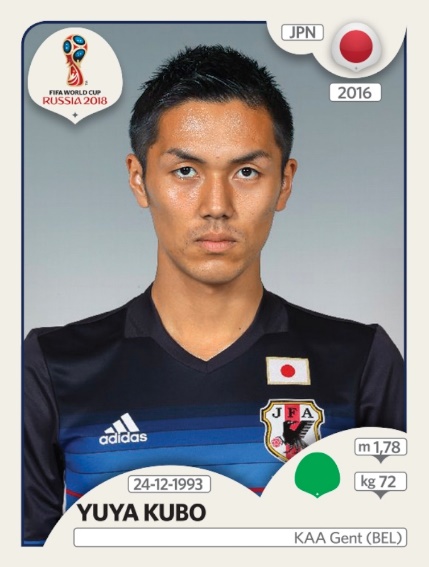 JPN
FIFA WORLD CUP
RUSSIA 2018
2016
JFA
adidas
m 1,78
kg 72
24-12-1993
YUYA KUBO
KAA Gent (BEL)